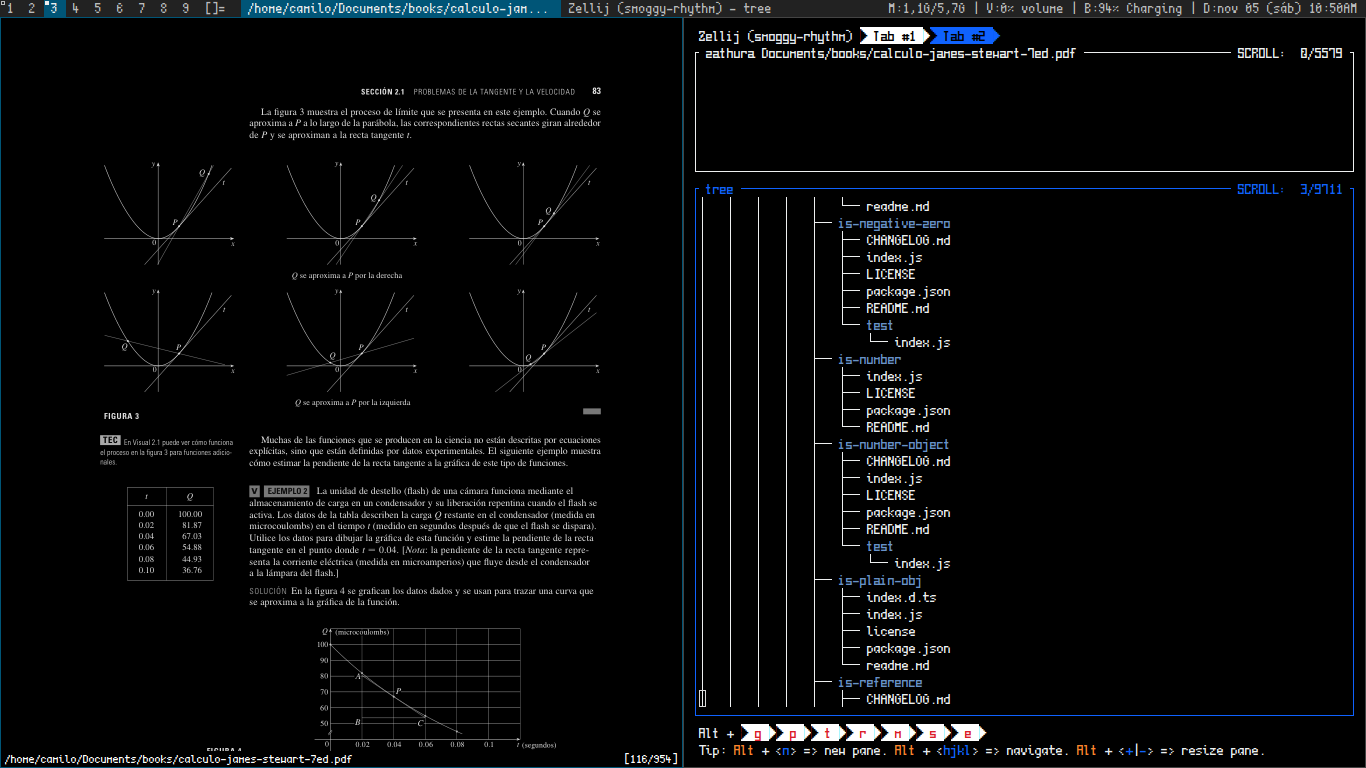 1 2 3 4 5 6 7 8 9 []= /home/camilo/Documents/books/calculo-jam... Zellij (smoggy-rhythm) - tree M:1,1G/5,7G | V:0% volume | B:94% Charging | D:nov 05 (sáb) 10:50AM
SECCIÓN 2.1 PROBLEMAS DE LA TANGENTE Y LA VELOCIDAD 83
La figura 3 muestra el proceso de límite que se presenta en este ejemplo. Cuando Q se
aproxima a P a lo largo de la parábola, las correspondientes rectas secantes giran alrededor
de P y se aproximan a la recta tangente t.
y Q t P 0 x
y Q t P 0 x
y Q t P 0 x
Q se aproxima a P por la derecha
y Q t P 0 x
y Q t P 0 x
y Q t P 0 x
Q se aproxima a P por la izquierda
FIGURA 3
TEC En Visual 2.1 puede ver cómo funciona
el proceso en la figura 3 para funciones adicio-
nales.
Muchas de las funciones que se producen en la ciencia no están descritas por ecuaciones
explícitas, sino que están definidas por datos experimentales. El siguiente ejemplo muestra
cómo estimar la pendiente de la recta tangente a la gráfica de este tipo de funciones.
t Q
0.00 100.00
0.02 81.87
0.04 67.03
0.06 54.88
0.08 44.93
0.10 36.76
V EJEMPLO 2 La unidad de destello (flash) de una cámara funciona mediante el
almacenamiento de carga en un condensador y su liberación repentina cuando el flash se
activa. Los datos de la tabla describen la carga Q restante en el condensador (medida en
microcoulombs) en el tiempo t (medido en segundos después de que el flash se dispara).
Utilice los datos para dibujar la gráfica de esta función y estime la pendiente de la recta
tangente en el punto donde t = 0.04. [Nota: la pendiente de la recta tangente repre-
senta la corriente eléctrica (medida en microamperios) que fluye desde el condensador
a la lámpara del flash.]
SOLUCIÓN En la figura 4 se grafican los datos dados y se usan para trazar una curva que
se aproxima a la gráfica de la función.
Q (microcoulombs)
100
90
80
70
60
50
A P B C
0 0.02 0.04 0.06 0.08 0.1 t (segundos)
FIGURA 4
/home/camilo/Documents/books/calculo-james-stewart-7ed.pdf [116/954]
Zellij (smoggy-rhythm) Tab #1 Tab #2
zathura Documents/books/calculo-james-stewart-7ed.pdf SCROLL: 0/5579
tree SCROLL: 3/9711
readme.md
is-negative-zero
CHANGELOG.md
index.js
LICENSE
package.json
README.md
test
index.js
is-number
index.js
LICENSE
package.json
README.md
is-number-object
CHANGELOG.md
index.js
LICENSE
package.json
README.md
test
index.js
is-plain-obj
index.d.ts
index.js
license
package.json
readme.md
is-reference
CHANGELOG.md
Alt + g p t r m s e
Tip: Alt + <n> => new pane. Alt + <hjkl> => navigate. Alt + <+|-> => resize pane.